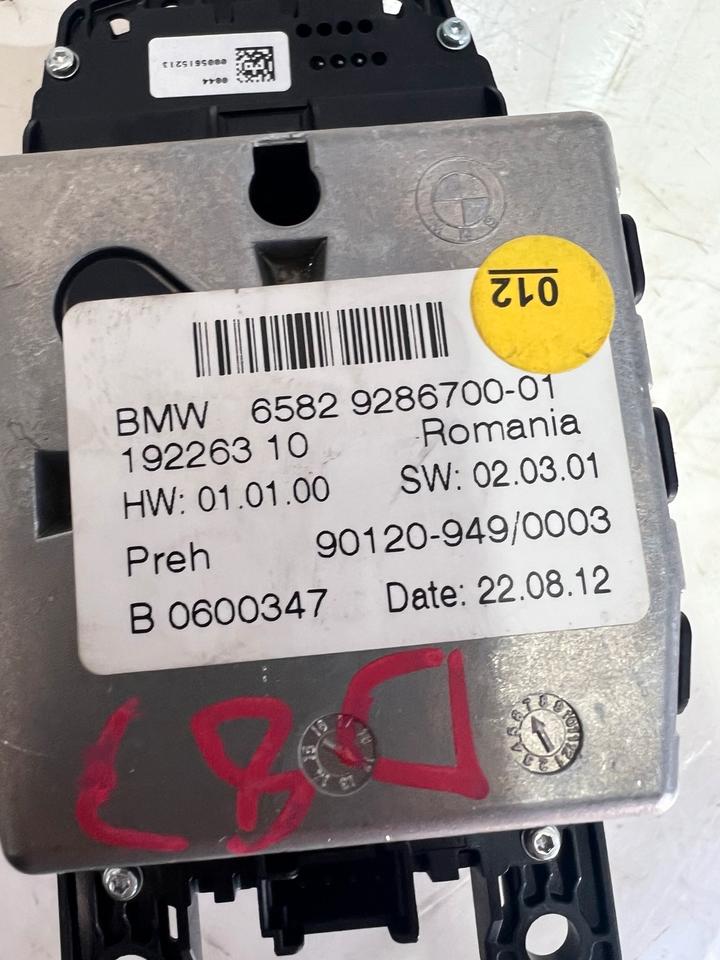 0044
0005615213
012
BMW 6582 9286700-01
192263 10 Romania
HW: 01.01.00 SW: 02.03.01
Preh 90120-949/0003
B 0600347 Date: 22.08.12